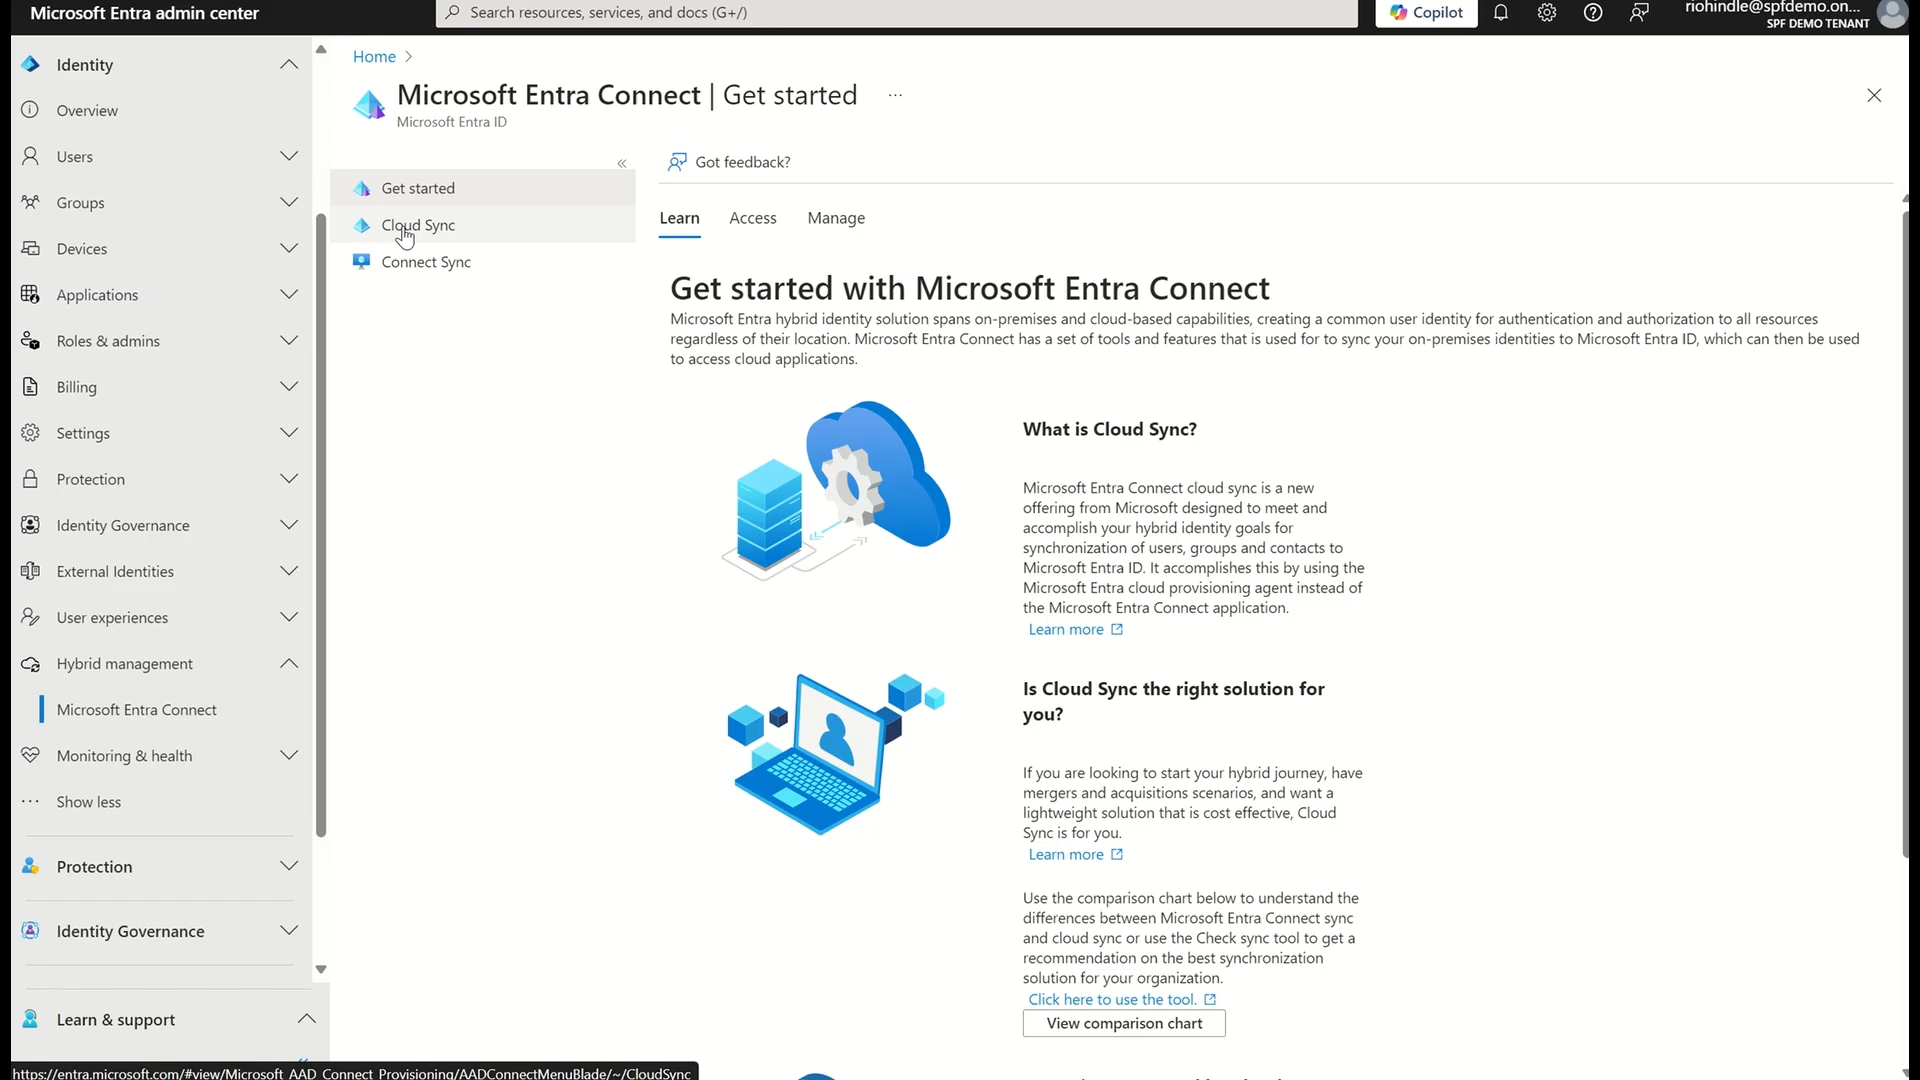 Microsoft Entra admin center
Search resources, services, and docs (G+/)
Copilot
riohindle@spfdemo.on...
SPF DEMO TENANT
Identity
Overview
Users
Groups
Devices
Applications
Roles & admins
Billing
Settings
Protection
Identity Governance
External Identities
User experiences
Hybrid management
Microsoft Entra Connect
Monitoring & health
Show less
Protection
Identity Governance
Learn & support
Home
Microsoft Entra Connect | Get started
Microsoft Entra ID
Get started
Cloud Sync
Connect Sync
Got feedback?
Learn Access Manage
Get started with Microsoft Entra Connect
Microsoft Entra hybrid identity solution spans on-premises and cloud-based capabilities, creating a common user identity for authentication and authorization to all resources
regardless of their location. Microsoft Entra Connect has a set of tools and features that is used for to sync your on-premises identities to Microsoft Entra ID, which can then be used
to access cloud applications.
What is Cloud Sync?
Microsoft Entra Connect cloud sync is a new
offering from Microsoft designed to meet and
accomplish your hybrid identity goals for
synchronization of users, groups and contacts to
Microsoft Entra ID. It accomplishes this by using the
Microsoft Entra cloud provisioning agent instead of
the Microsoft Entra Connect application.
Learn more
Is Cloud Sync the right solution for
you?
If you are looking to start your hybrid journey, have
mergers and acquisitions scenarios, and want a
lightweight solution that is cost effective, Cloud
Sync is for you.
Learn more
Use the comparison chart below to understand the
differences between Microsoft Entra Connect sync
and cloud sync or use the Check sync tool to get a
recommendation on the best synchronization
solution for your organization.
Click here to use the tool.
View comparison chart
https://entra.microsoft.com/#view/Microsoft_AAD_Connect_Provisioning/AADConnectMenuBlade/~/CloudSync